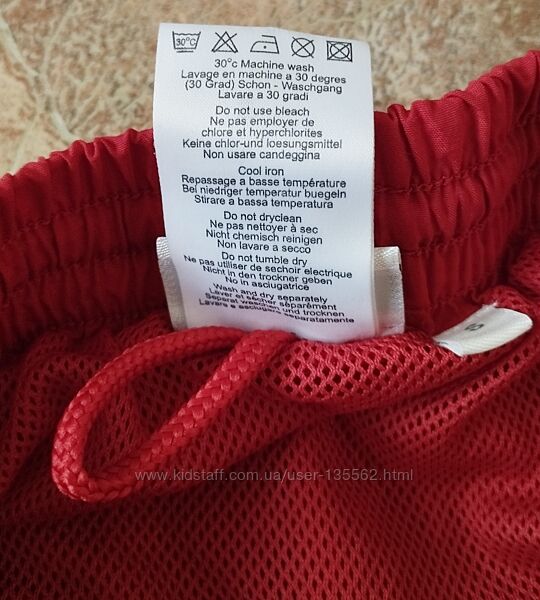 30°c
30°c Machine wash
Lavage en machine a 30 degres
(30 Grad) Schon - Waschgang
Lavare a 30 gradi
Do not use bleach
Ne pas employer de
chlore et hyperchlorites
Keine chlor-und loesungsmittel
Non usare candeggina
Cool iron
Repassage a basse température
Bei niedriger temperatur buegeln
Stirare a bassa temperatura
Do not dryclean
Ne pas nettoyer à sec
Nicht chemisch reinigen
Non lavare a secco
Do not tumble dry
Ne pas utiliser de sechoir electrique
Nicht in den trockner geben
No in asciugatrice
Wash and dry separately
Laver et sécher séparément
Separat waschen und trocknen
Lavare e asciugare separatamente
www.kidstaff.com.ua/user-135562.html